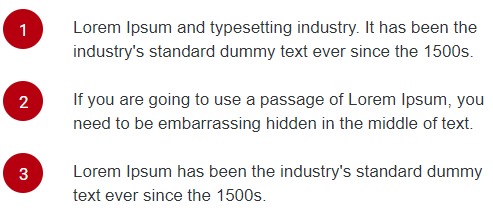 1 Lorem Ipsum and typesetting industry. It has been the
industry's standard dummy text ever since the 1500s.
2 If you are going to use a passage of Lorem Ipsum, you
need to be embarrassing hidden in the middle of text.
3 Lorem Ipsum has been the industry's standard dummy
text ever since the 1500s.